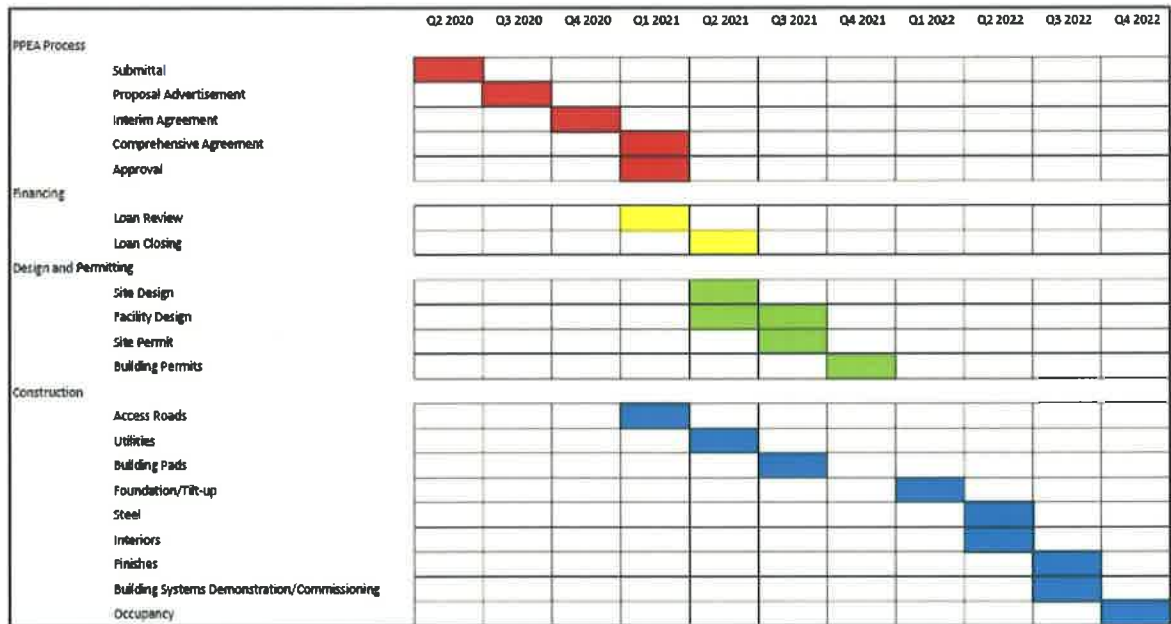 Q2 2020 Q3 2020 Q4 2020 Q1 2021 Q2 2021 Q3 2021 Q4 2021 Q1 2022 Q2 2022 Q3 2022 Q4 2022
PPEA Process
Submittal
Proposal Advertisement
Interim Agreement
Comprehensive Agreement
Approval
Financing
Loan Review
Loan Closing
Design and Permitting
Site Design
Facility Design
Site Permit
Building Permits
Construction
Access Roads
Utilities
Building Pads
Foundation/Tilt-up
Steel
Interiors
Finishes
Building Systems Demonstration/Commissioning
Occupancy